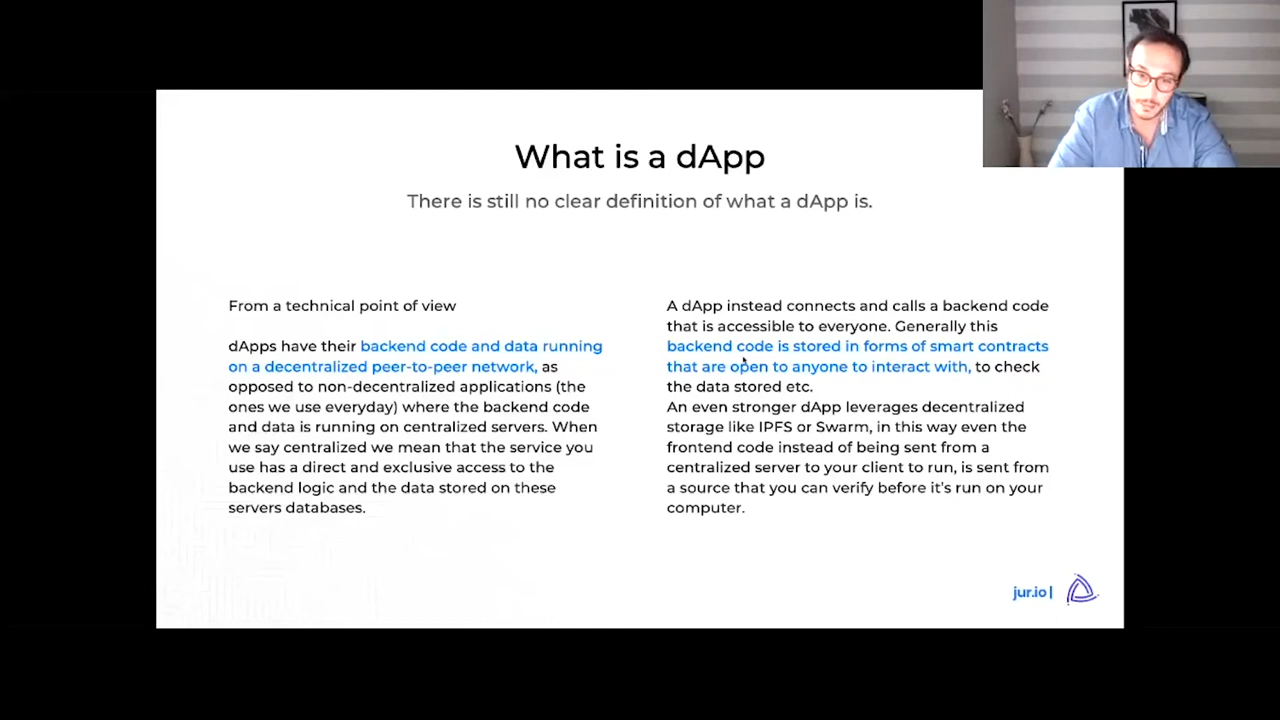 What is a dApp
There is still no clear definition of what a dApp is.
From a technical point of view
dApps have their backend code and data running
on a decentralized peer-to-peer network, as
opposed to non-decentralized applications (the
ones we use everyday) where the backend code
and data is running on centralized servers. When
we say centralized we mean that the service you
use has a direct and exclusive access to the
backend logic and the data stored on these
servers databases.
A dApp instead connects and calls a backend code
that is accessible to everyone. Generally this
backend code is stored in forms of smart contracts
that are open to anyone to interact with, to check
the data stored etc.
An even stronger dApp leverages decentralized
storage like IPFS or Swarm, in this way even the
frontend code instead of being sent from a
centralized server to your client to run, is sent from
a source that you can verify before it's run on your
computer.
jur.io |